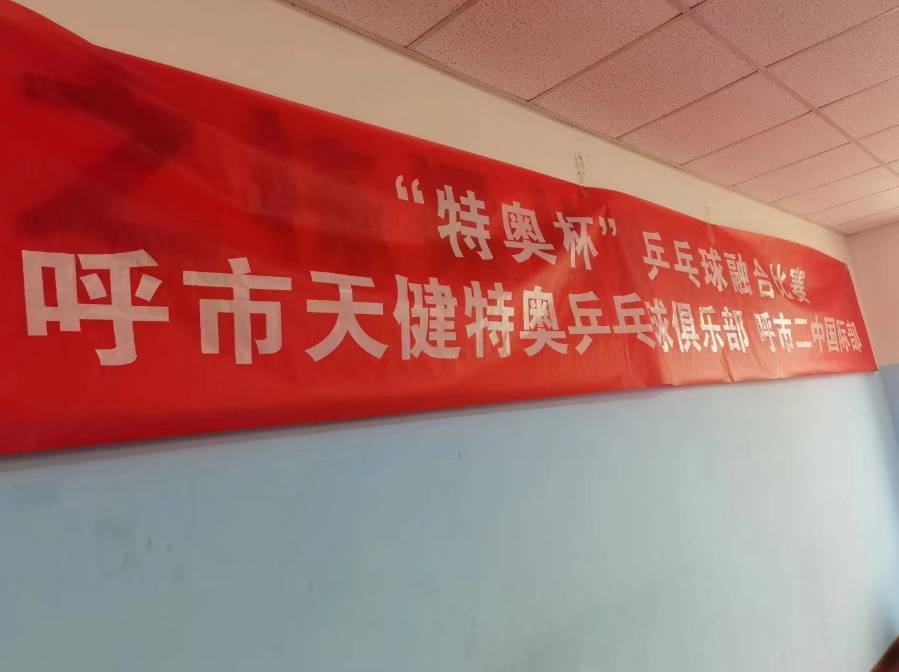 “特奥杯”乒乓球融合比赛
呼市天健特奥乒乓球俱乐部 呼市二中国际部